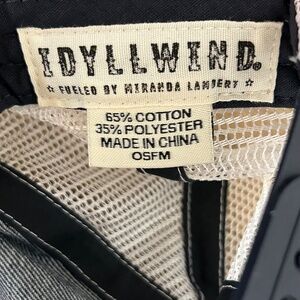 IDYLLWIND®
☆ FUELED BY MIRANDA LAMBERT ☆
65% COTTON
35% POLYESTER
MADE IN CHINA
OSFM